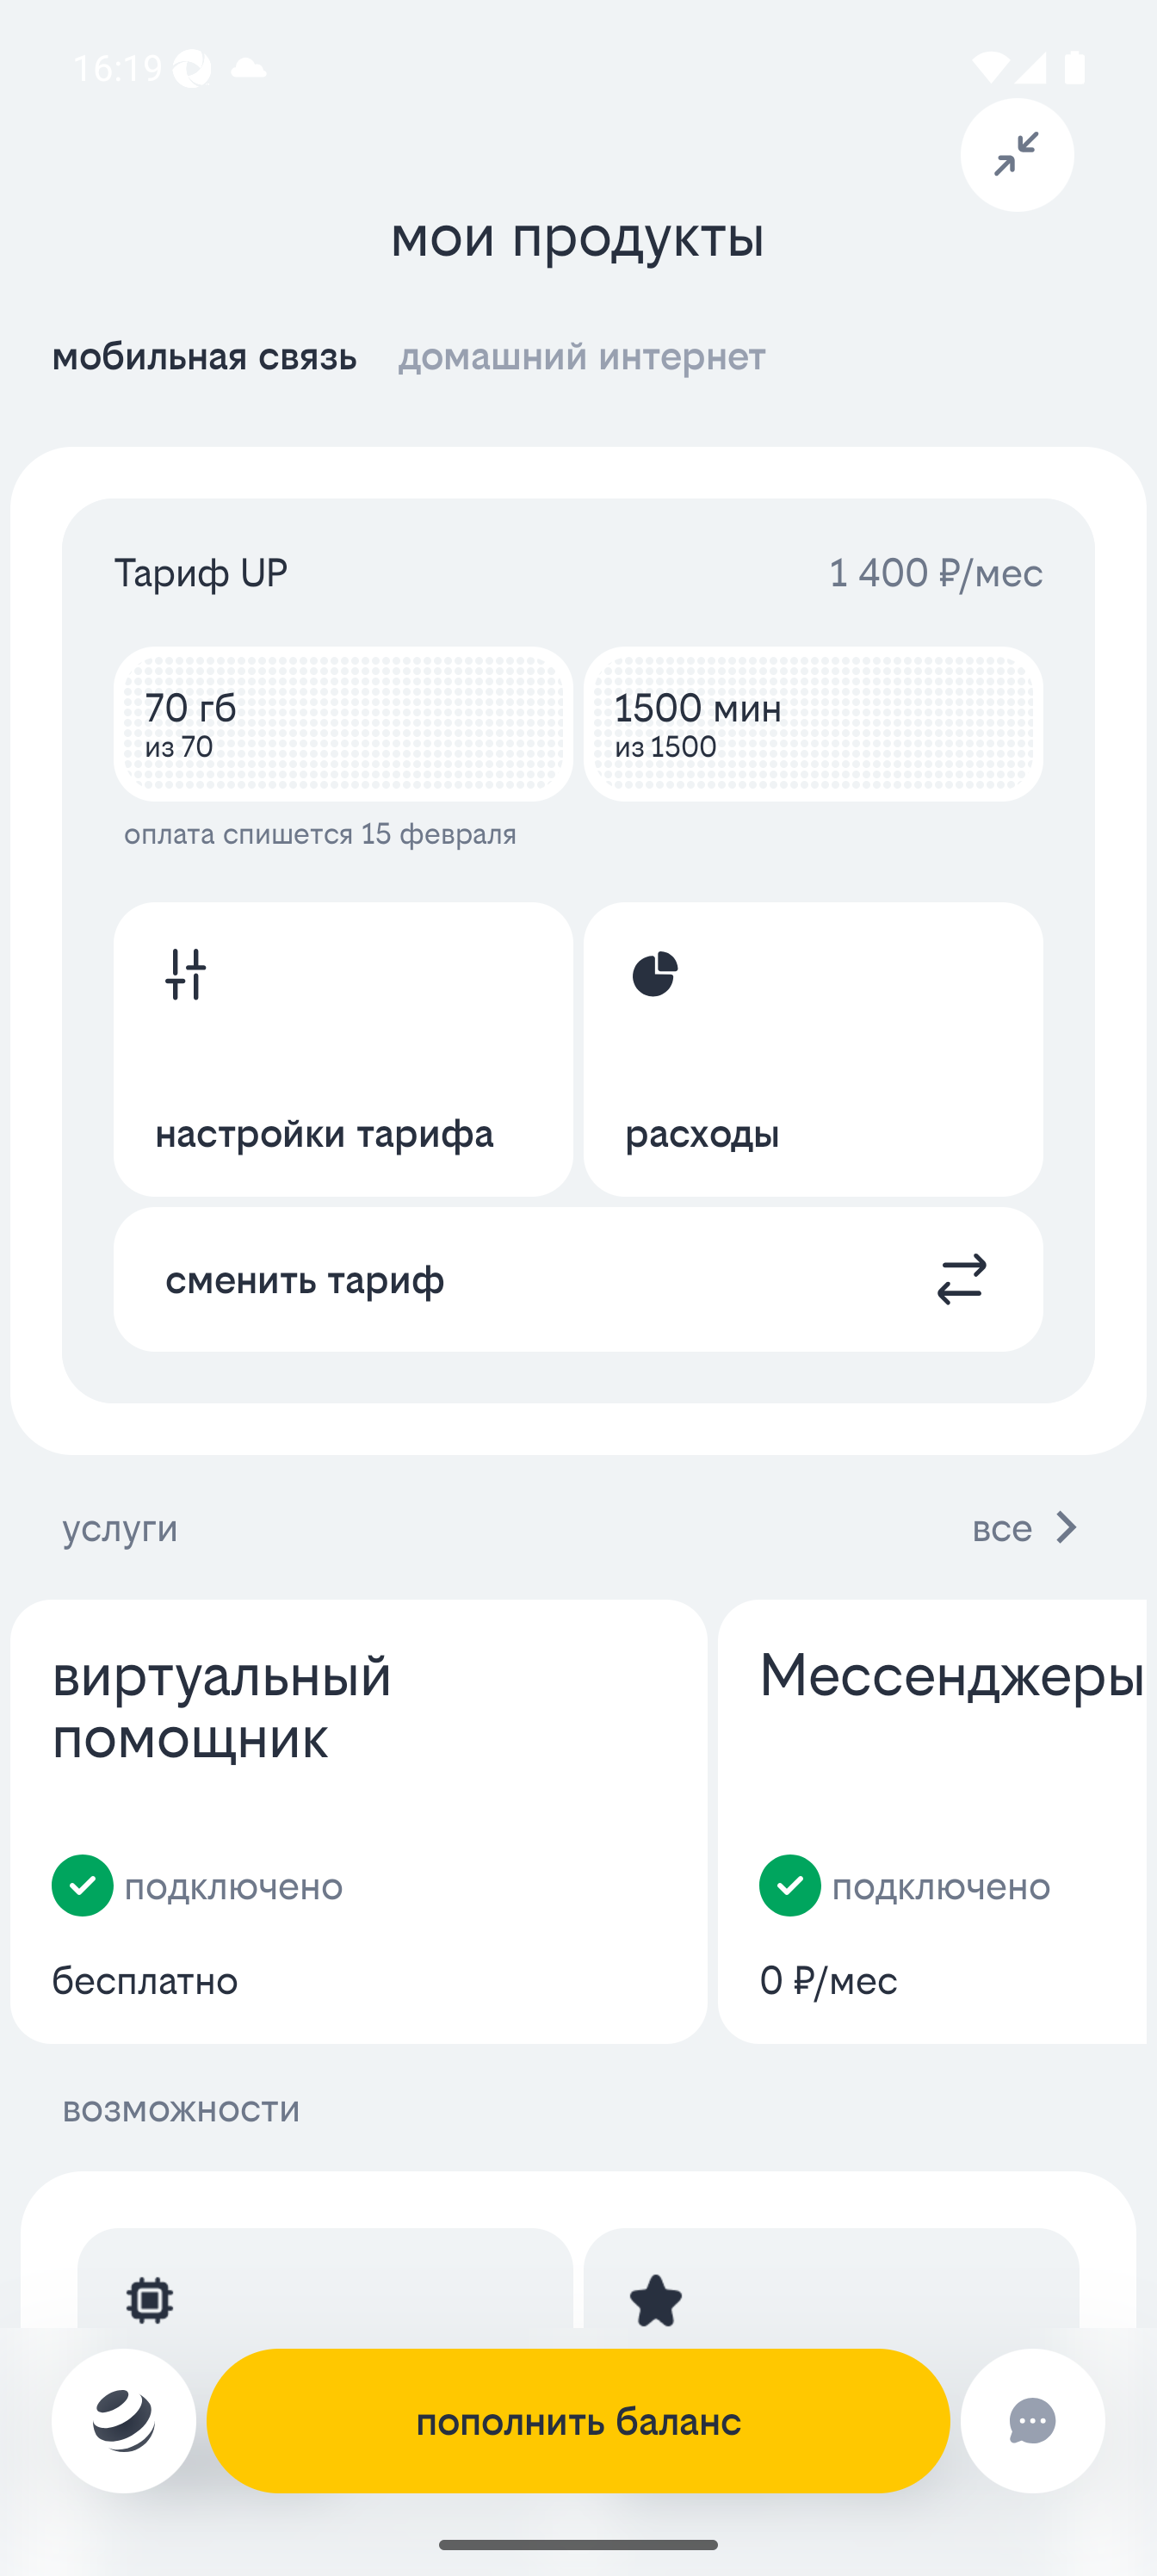 16:19
мои продукты
мобильная связь домашний интернет
Тариф UP 1 400 ₽/мес
70 гб
из 70
1500 мин
из 1500
оплата спишется 15 февраля
настройки тарифа
расходы
сменить тариф
услуги все
виртуальный
помощник
подключено
бесплатно
Мессенджеры
подключено
0 ₽/мес
возможности
пополнить баланс